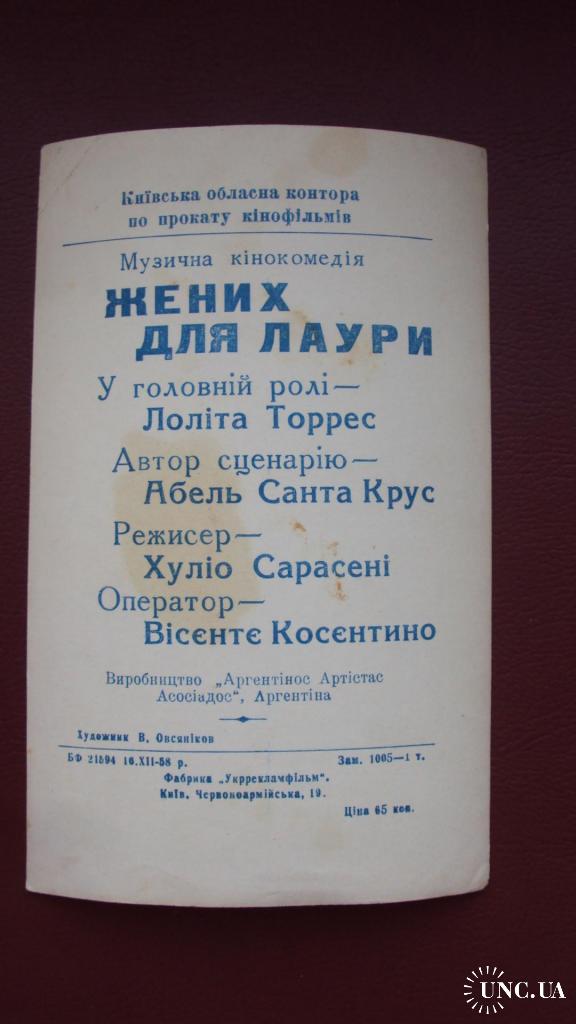 Київська обласна контора
по прокату кінофільмів
Музична кінокомедія
ЖЕНИХ
ДЛЯ ЛАУРИ
У головній ролі—
Лоліта Торрес
Автор сценарію—
Абель Санта Крус
Режисер—
Хуліо Сарасені
Оператор—
Вісєнтє Косєнтино
Виробництво „Аргентінос Артістас
Асосіадос“, Аргентіна
Художник В. Овсяніков
БФ 21594 16.XII-58 р. Зам. 1005—1 т.
Фабрика „Укррекламфільм“.
Київ, Червоноармійська, 19.
Ціна 65 коп.
UNC.UA